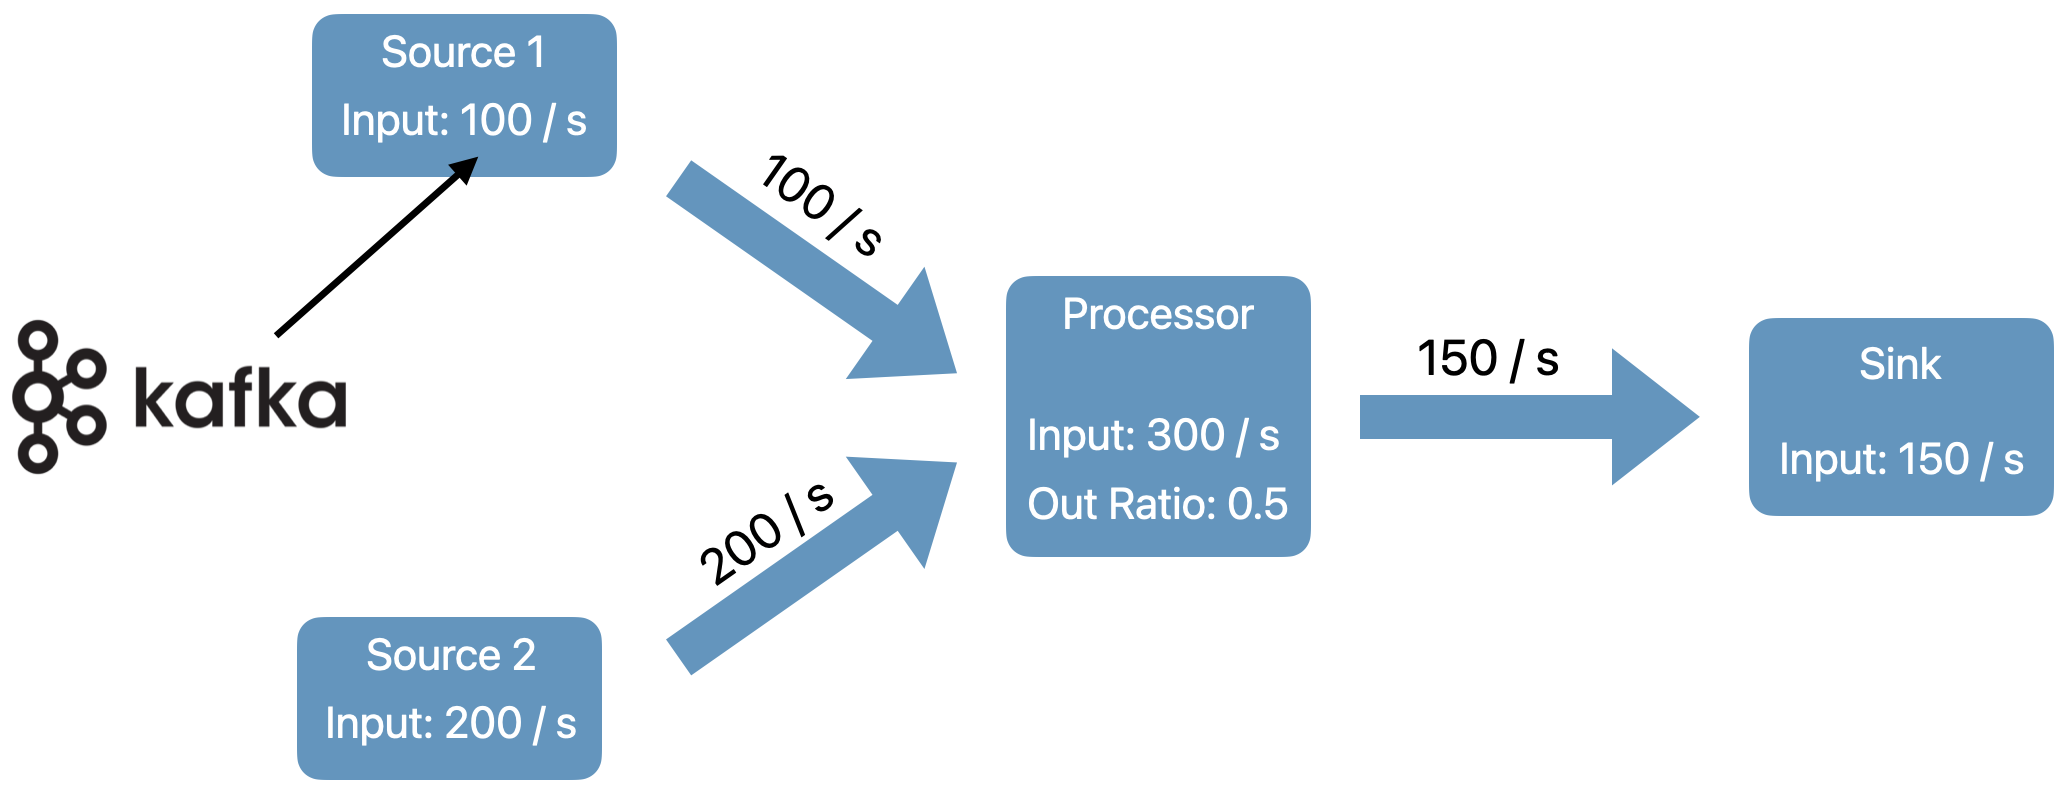 Source 1
Input: 100 / s
100 / s
kafka
Processor
Input: 300 / s
Out Ratio: 0.5
150 / s
Sink
Input: 150 / s
200 / s
Source 2
Input: 200 / s